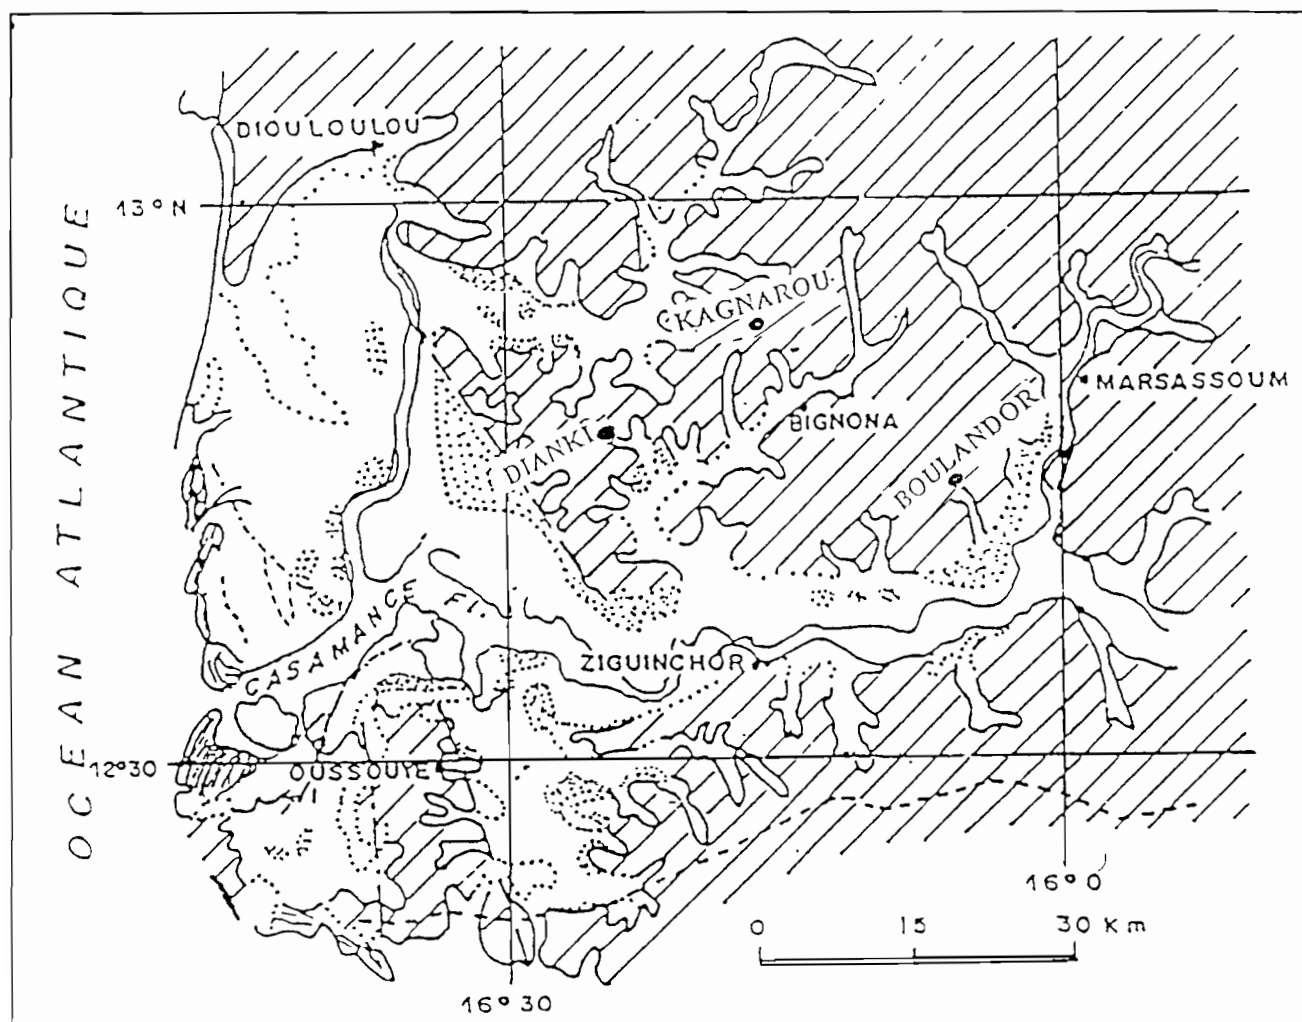 DIOULOULOU
13° N
OCEAN ATLANTIQUE
KAGNAROU
MARSASSOUM
BIGNONA
DIANKI
BOULANDOR
CASAMANCE FL.
ZIGUINCHOR
12°30
OUSSOUYE
16°0
0 15 30 Km
16° 30